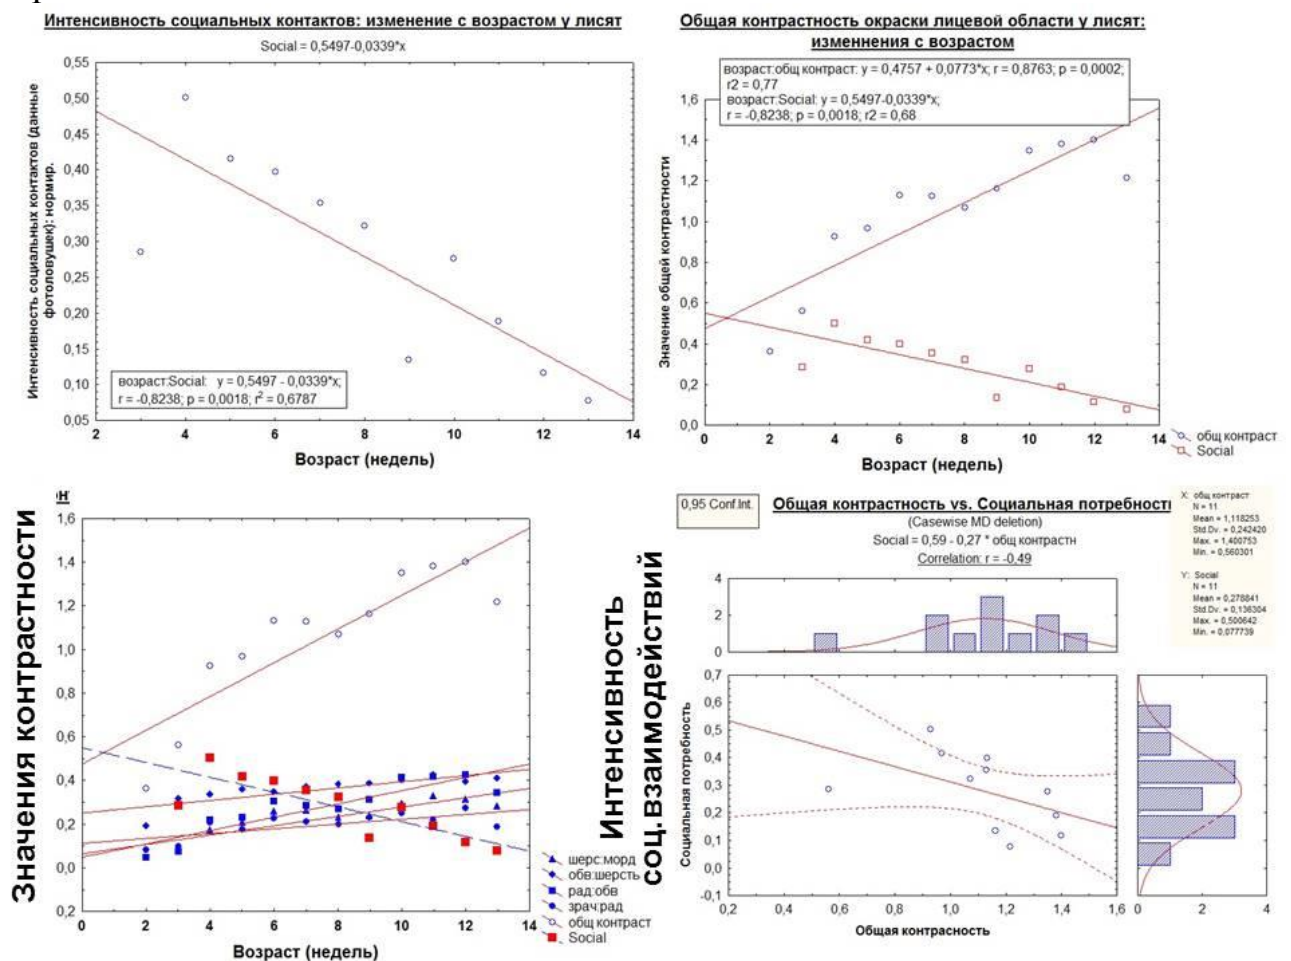 Интенсивность социальных контактов: изменение с возрастом у лисят
Social = 0,5497-0,0339*x
0,55
0,50
0,45
0,40
0,35
0,30
0,25
0,20
0,15
0,10
0,05
Интенсивность социальных контактов (данные
фотоловушек): нормир.
возраст:Social: y = 0,5497 - 0,0339*x;
r = -0,8238; p = 0,0018; r2 = 0,6787
2 4 6 8 10 12 14
Возраст (недель)
Общая контрастность окраски лицевой области у лисят:
изменнения с возрастом
возраст:общ контраст: y = 0,4757 + 0,0773*x; r = 0,8763; p = 0,0002;
r2 = 0,77
возраст:Social: y = 0,5497-0,0339*x;
r = -0,8238; p = 0,0018; r2 = 0,68
1,6
1,4
1,2
1,0
0,8
0,6
0,4
0,2
0,0
Значение общей контрастности
0 2 4 6 8 10 12 14
Возраст (недель)
общ контраст
Social
Значения контрастности
1,6
1,4
1,2
1,0
0,8
0,6
0,4
0,2
0,0
0,2
0 2 4 6 8 10 12 14
Возраст (недель)
шерс:морд
обв:шерсть
рад:обв
зрач:рад
общ контраст
Social
Интенсивность
соц.взаимодействий
0,95 Conf.Int.
Общая контрастность vs. Социальная потребност
(Casewise MD deletion)
Social = 0,59 - 0,27 * общ контрастн
Correlation: r = -0,49
X: общ контраст
N = 11
Mean = 1,118253
Std.Dv. = 0,242420
Max. = 1,400753
Min. = 0,560301
Y: Social
N = 11
Mean = 0,278841
Std.Dv. = 0,136304
Max. = 0,500642
Min. = 0,077739
4
2
0
0,7
0,6
0,5
0,4
0,3
0,2
0,1
0,0
-0,1
Социальная потребность
0,2 0,4 0,6 0,8 1,0 1,2 1,4 1,6
Общая контрасность
0 2 4